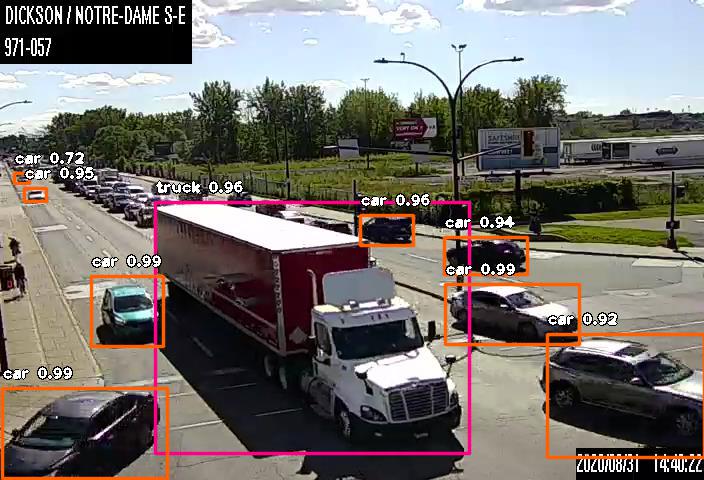 DICKSON / NOTRE-DAME S-E
971-057
car 0.72
car 0.95
truck 0.96
car 0.96
car 0.94
car 0.99
car 0.99
car 0.92
car 0.99
2020/08/31 14:40:22